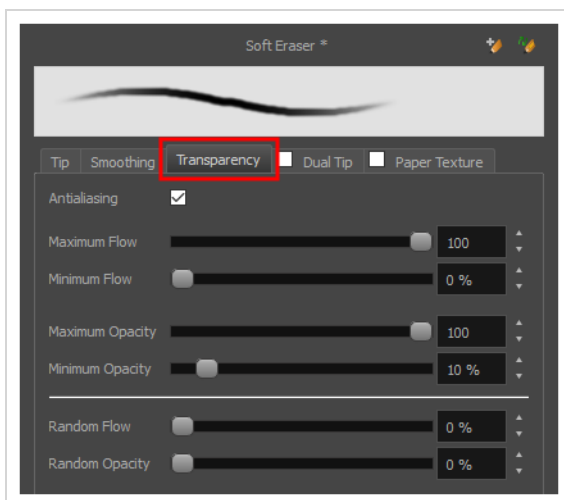 Soft Eraser *
Tip Smoothing Transparency Dual Tip Paper Texture
Antialiasing
Maximum Flow 100
Minimum Flow 0 %
Maximum Opacity 100
Minimum Opacity 10 %
Random Flow 0 %
Random Opacity 0 %